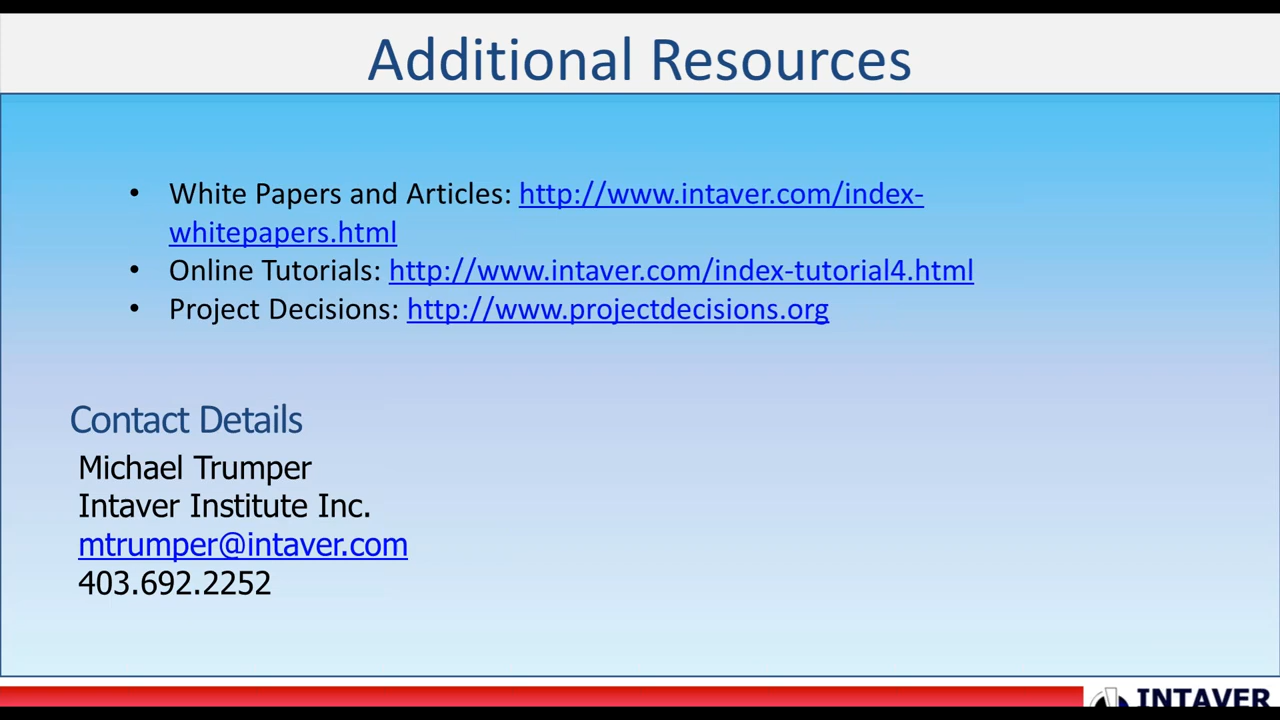 Additional Resources
• White Papers and Articles: http://www.intaver.com/index-
whitepapers.html
• Online Tutorials: http://www.intaver.com/index-tutorial4.html
• Project Decisions: http://www.projectdecisions.org
Contact Details
Michael Trumper
Intaver Institute Inc.
mtrumper@intaver.com
403.692.2252
INTAVER